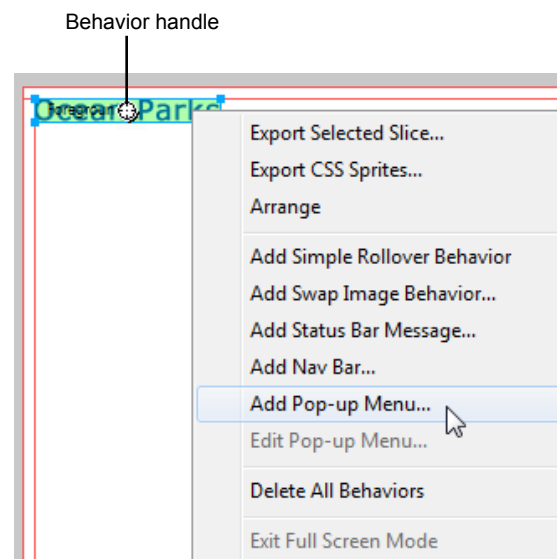 Behavior handle
Ocean Parks
Foregroun
Export Selected Slice...
Export CSS Sprites...
Arrange
Add Simple Rollover Behavior
Add Swap Image Behavior...
Add Status Bar Message...
Add Nav Bar...
Add Pop-up Menu...
Edit Pop-up Menu...
Delete All Behaviors
Exit Full Screen Mode